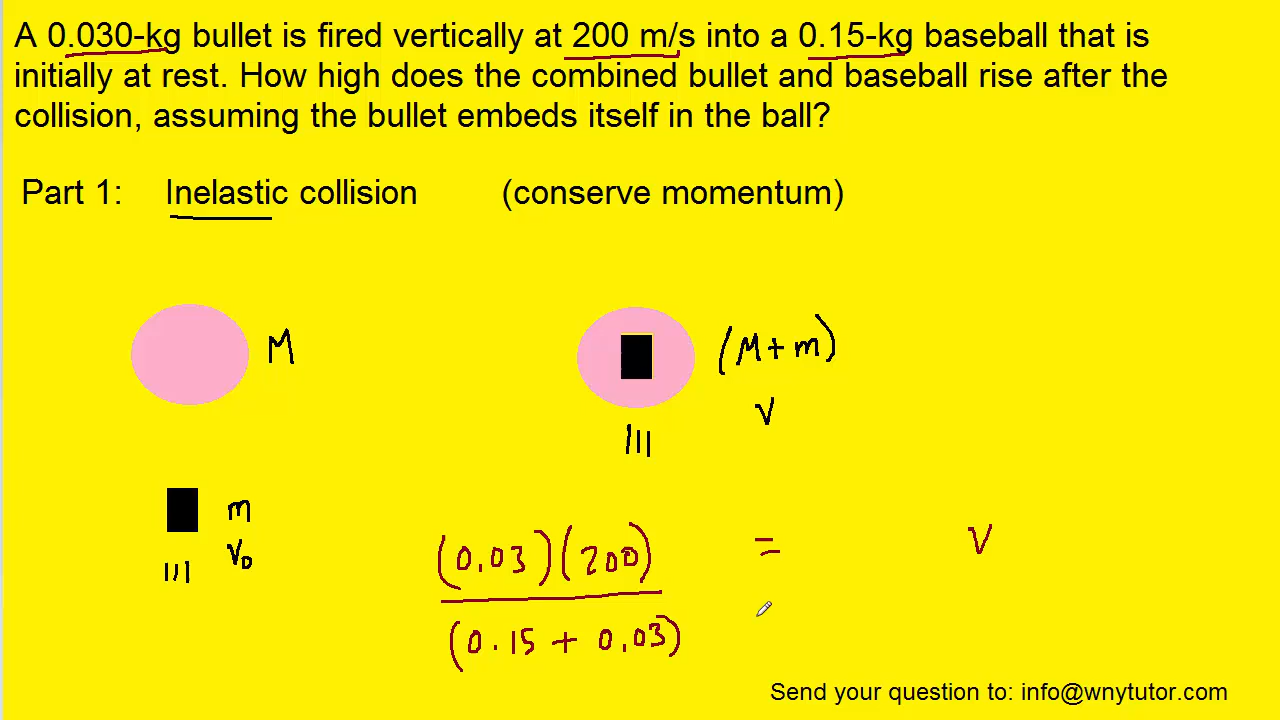 A 0.030-kg bullet is fired vertically at 200 m/s into a 0.15-kg baseball that is
initially at rest. How high does the combined bullet and baseball rise after the
collision, assuming the bullet embeds itself in the ball?
Part 1: Inelastic collision (conserve momentum)
M
(M+m)
v
m
v₀
(0.03)(200) = v
(0.15 + 0.03)
Send your question to: info@wnytutor.com